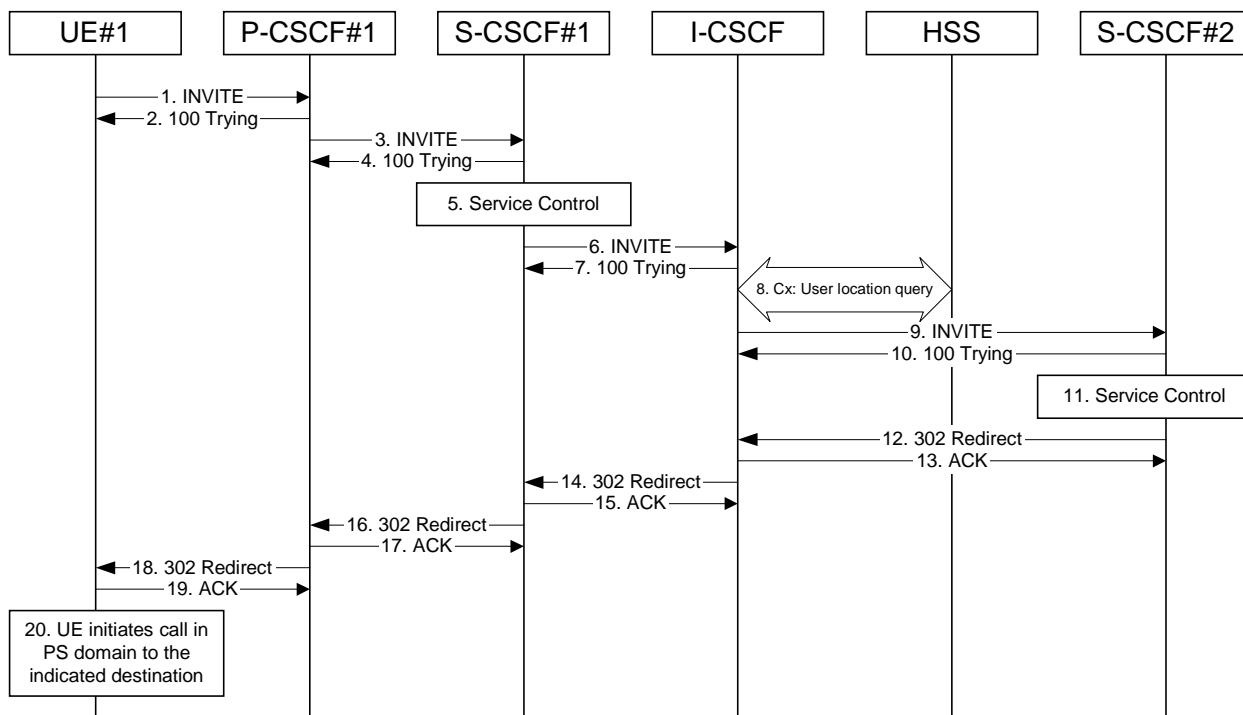 UE#1
P-CSCF#1
S-CSCF#1
I-CSCF
HSS
S-CSCF#2
1. INVITE
2. 100 Trying
3. INVITE
4. 100 Trying
5. Service Control
6. INVITE
7. 100 Trying
8. Cx: User location query
9. INVITE
10. 100 Trying
11. Service Control
12. 302 Redirect
13. ACK
14. 302 Redirect
15. ACK
16. 302 Redirect
17. ACK
18. 302 Redirect
19. ACK
20. UE initiates call in
PS domain to the
indicated destination